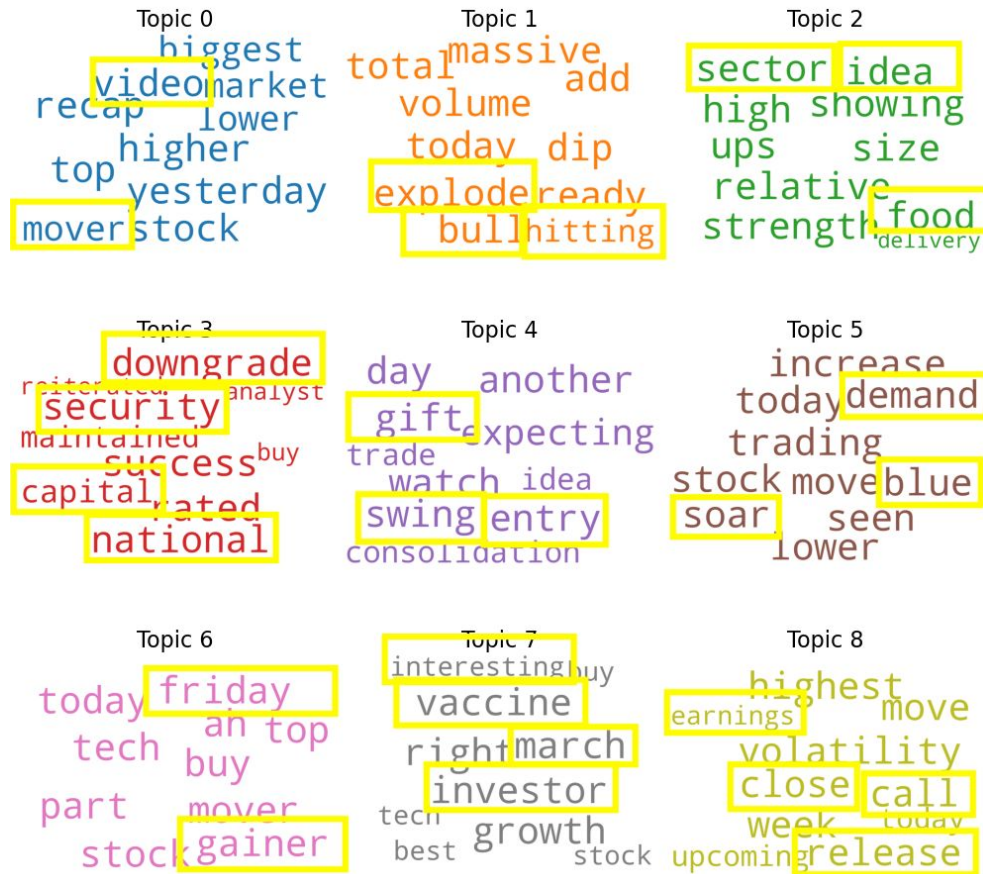 Topic 0
biggest
video market
recap lower
higher
top yesterday
mover stock
Topic 1
massive
total add
volume
today dip
explode ready
bull hitting
Topic 2
sector idea
high showing
ups size
relative
strength food
delivery
Topic 3
downgrade
reiterated analyst
security
maintained
success buy
capital rated
national
Topic 4
day another
gift expecting
trade
watch idea
swing entry
consolidation
Topic 5
increase
today demand
trading
stock move blue
soar seen
lower
Topic 6
today friday
ah top
tech buy
part mover
stock gainer
Topic 7
interesting buy
vaccine
right march
investor
tech growth
best stock
Topic 8
highest
earnings move
volatility
close call
week today
upcoming release